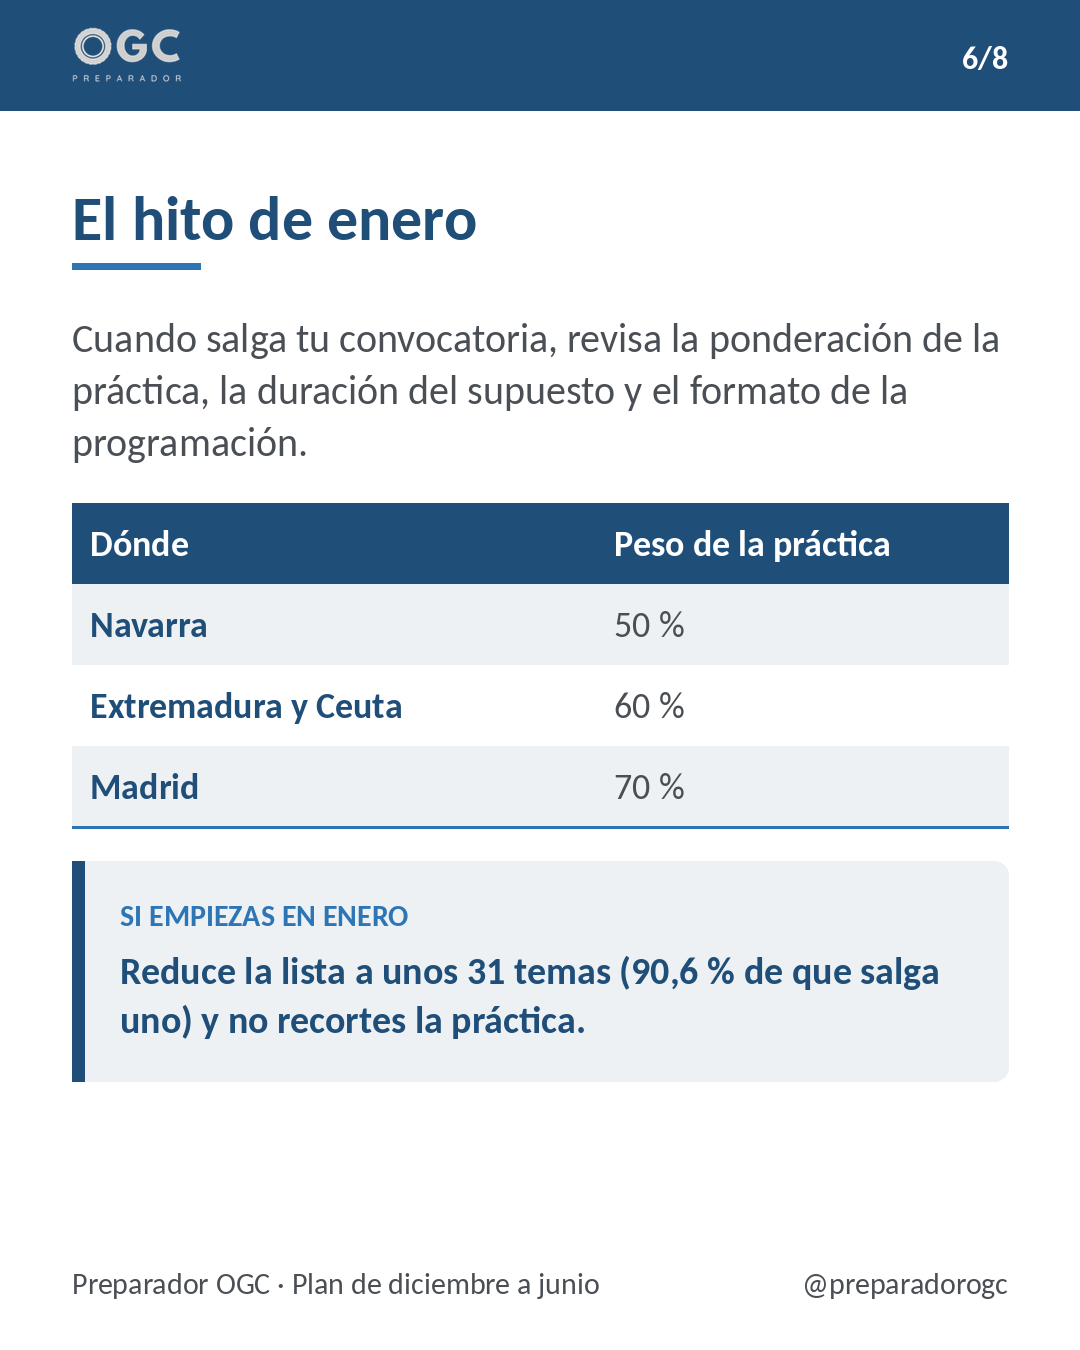 OGC
PREPARADOR
6/8
El hito de enero
Cuando salga tu convocatoria, revisa la ponderación de la
práctica, la duración del supuesto y el formato de la
programación.
Dónde Peso de la práctica
Navarra 50 %
Extremadura y Ceuta 60 %
Madrid 70 %
SI EMPIEZAS EN ENERO
Reduce la lista a unos 31 temas (90,6 % de que salga
uno) y no recortes la práctica.
Preparador OGC · Plan de diciembre a junio @preparadorogc